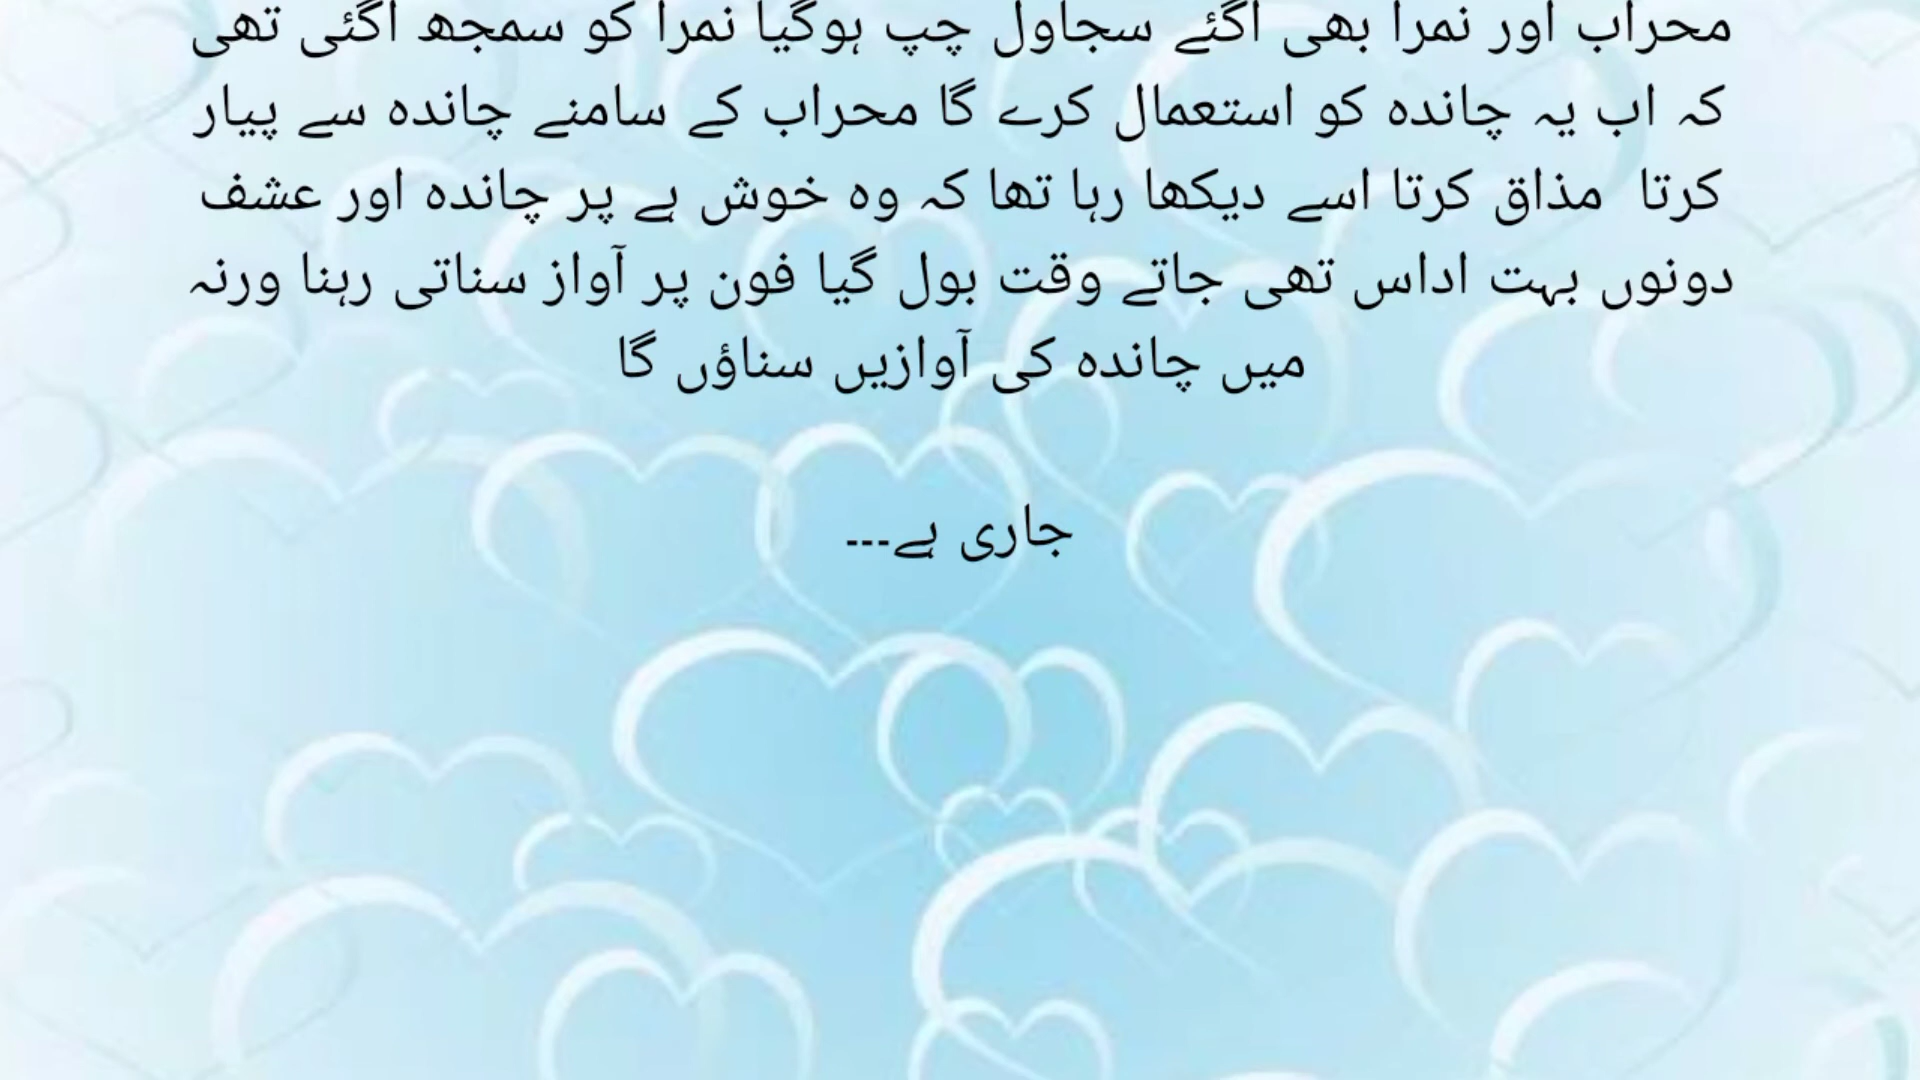 محراب اور نمرا بھی آگئے سجاول چپ ہوگیا نمرا کو سمجھ آگئی تھی
کہ اب یہ چاندہ کو استعمال کرے گا محراب کے سامنے چاندہ سے پیار
کرتا مذاق کرتا اسے دیکھا رہا تھا کہ وہ خوش ہے پر چاندہ اور عشف
دونوں بہت اداس تھی جاتے وقت بول گیا فون پر آواز سناتی رہنا ورنہ
میں چاندہ کی آوازیں سناؤں گا
جاری ہے---